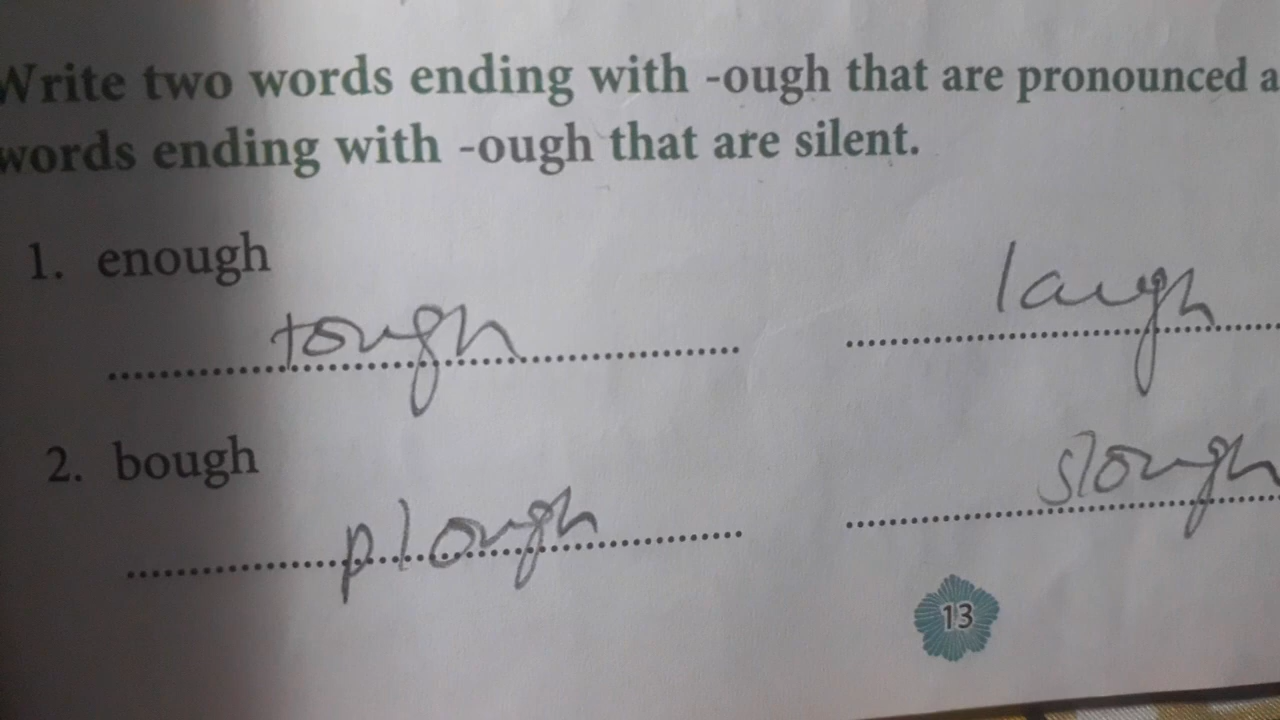 Write two words ending with -ough that are pronounced a
words ending with -ough that are silent.
1. enough
tough laugh
2. bough
plough slough
13